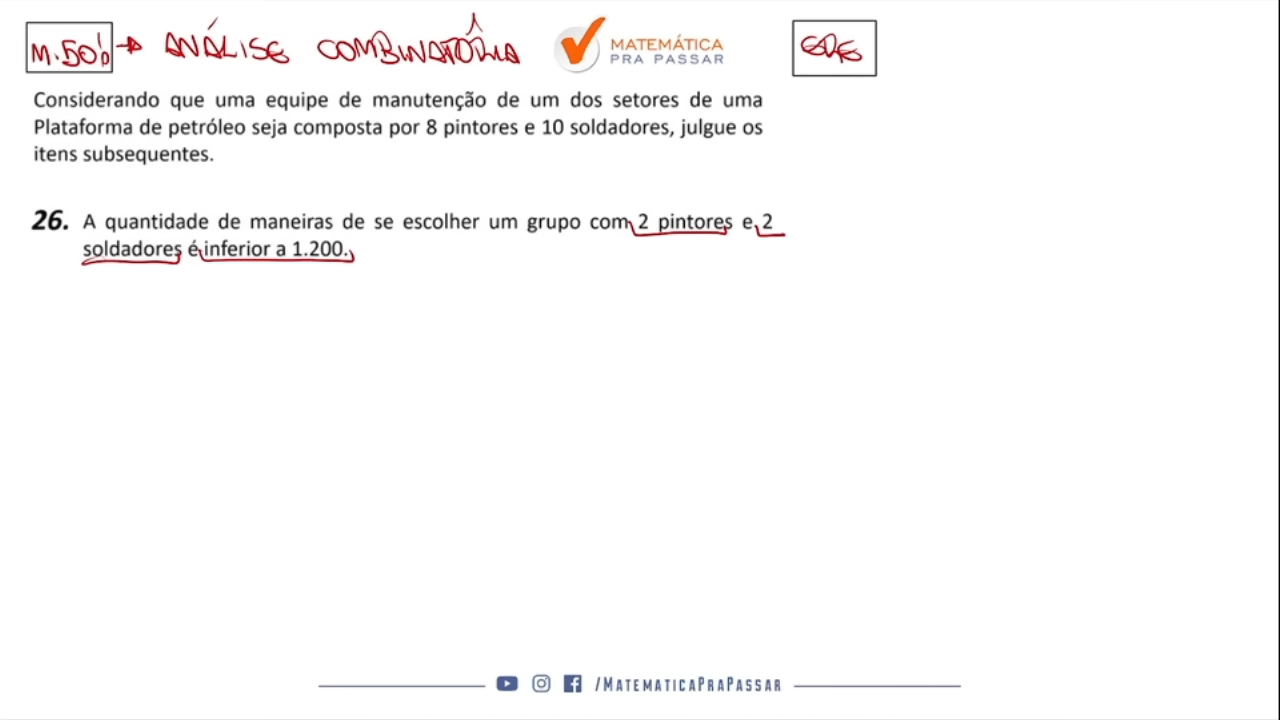 M.50% → ANÁLISE COMBINATÓRIA
MATEMÁTICA
PRA PASSAR
Considerando que uma equipe de manutenção de um dos setores de uma
Plataforma de petróleo seja composta por 8 pintores e 10 soldadores, julgue os
itens subsequentes.
26. A quantidade de maneiras de se escolher um grupo com 2 pintores e 2
soldadores é inferior a 1.200.
/MATEMATICAPRAPASSAR